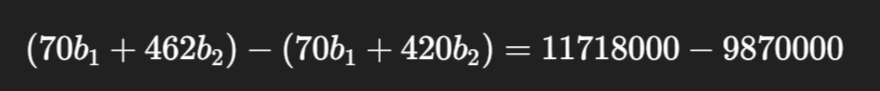 (70b₁ + 462b₂) − (70b₁ + 420b₂) = 11718000 − 9870000